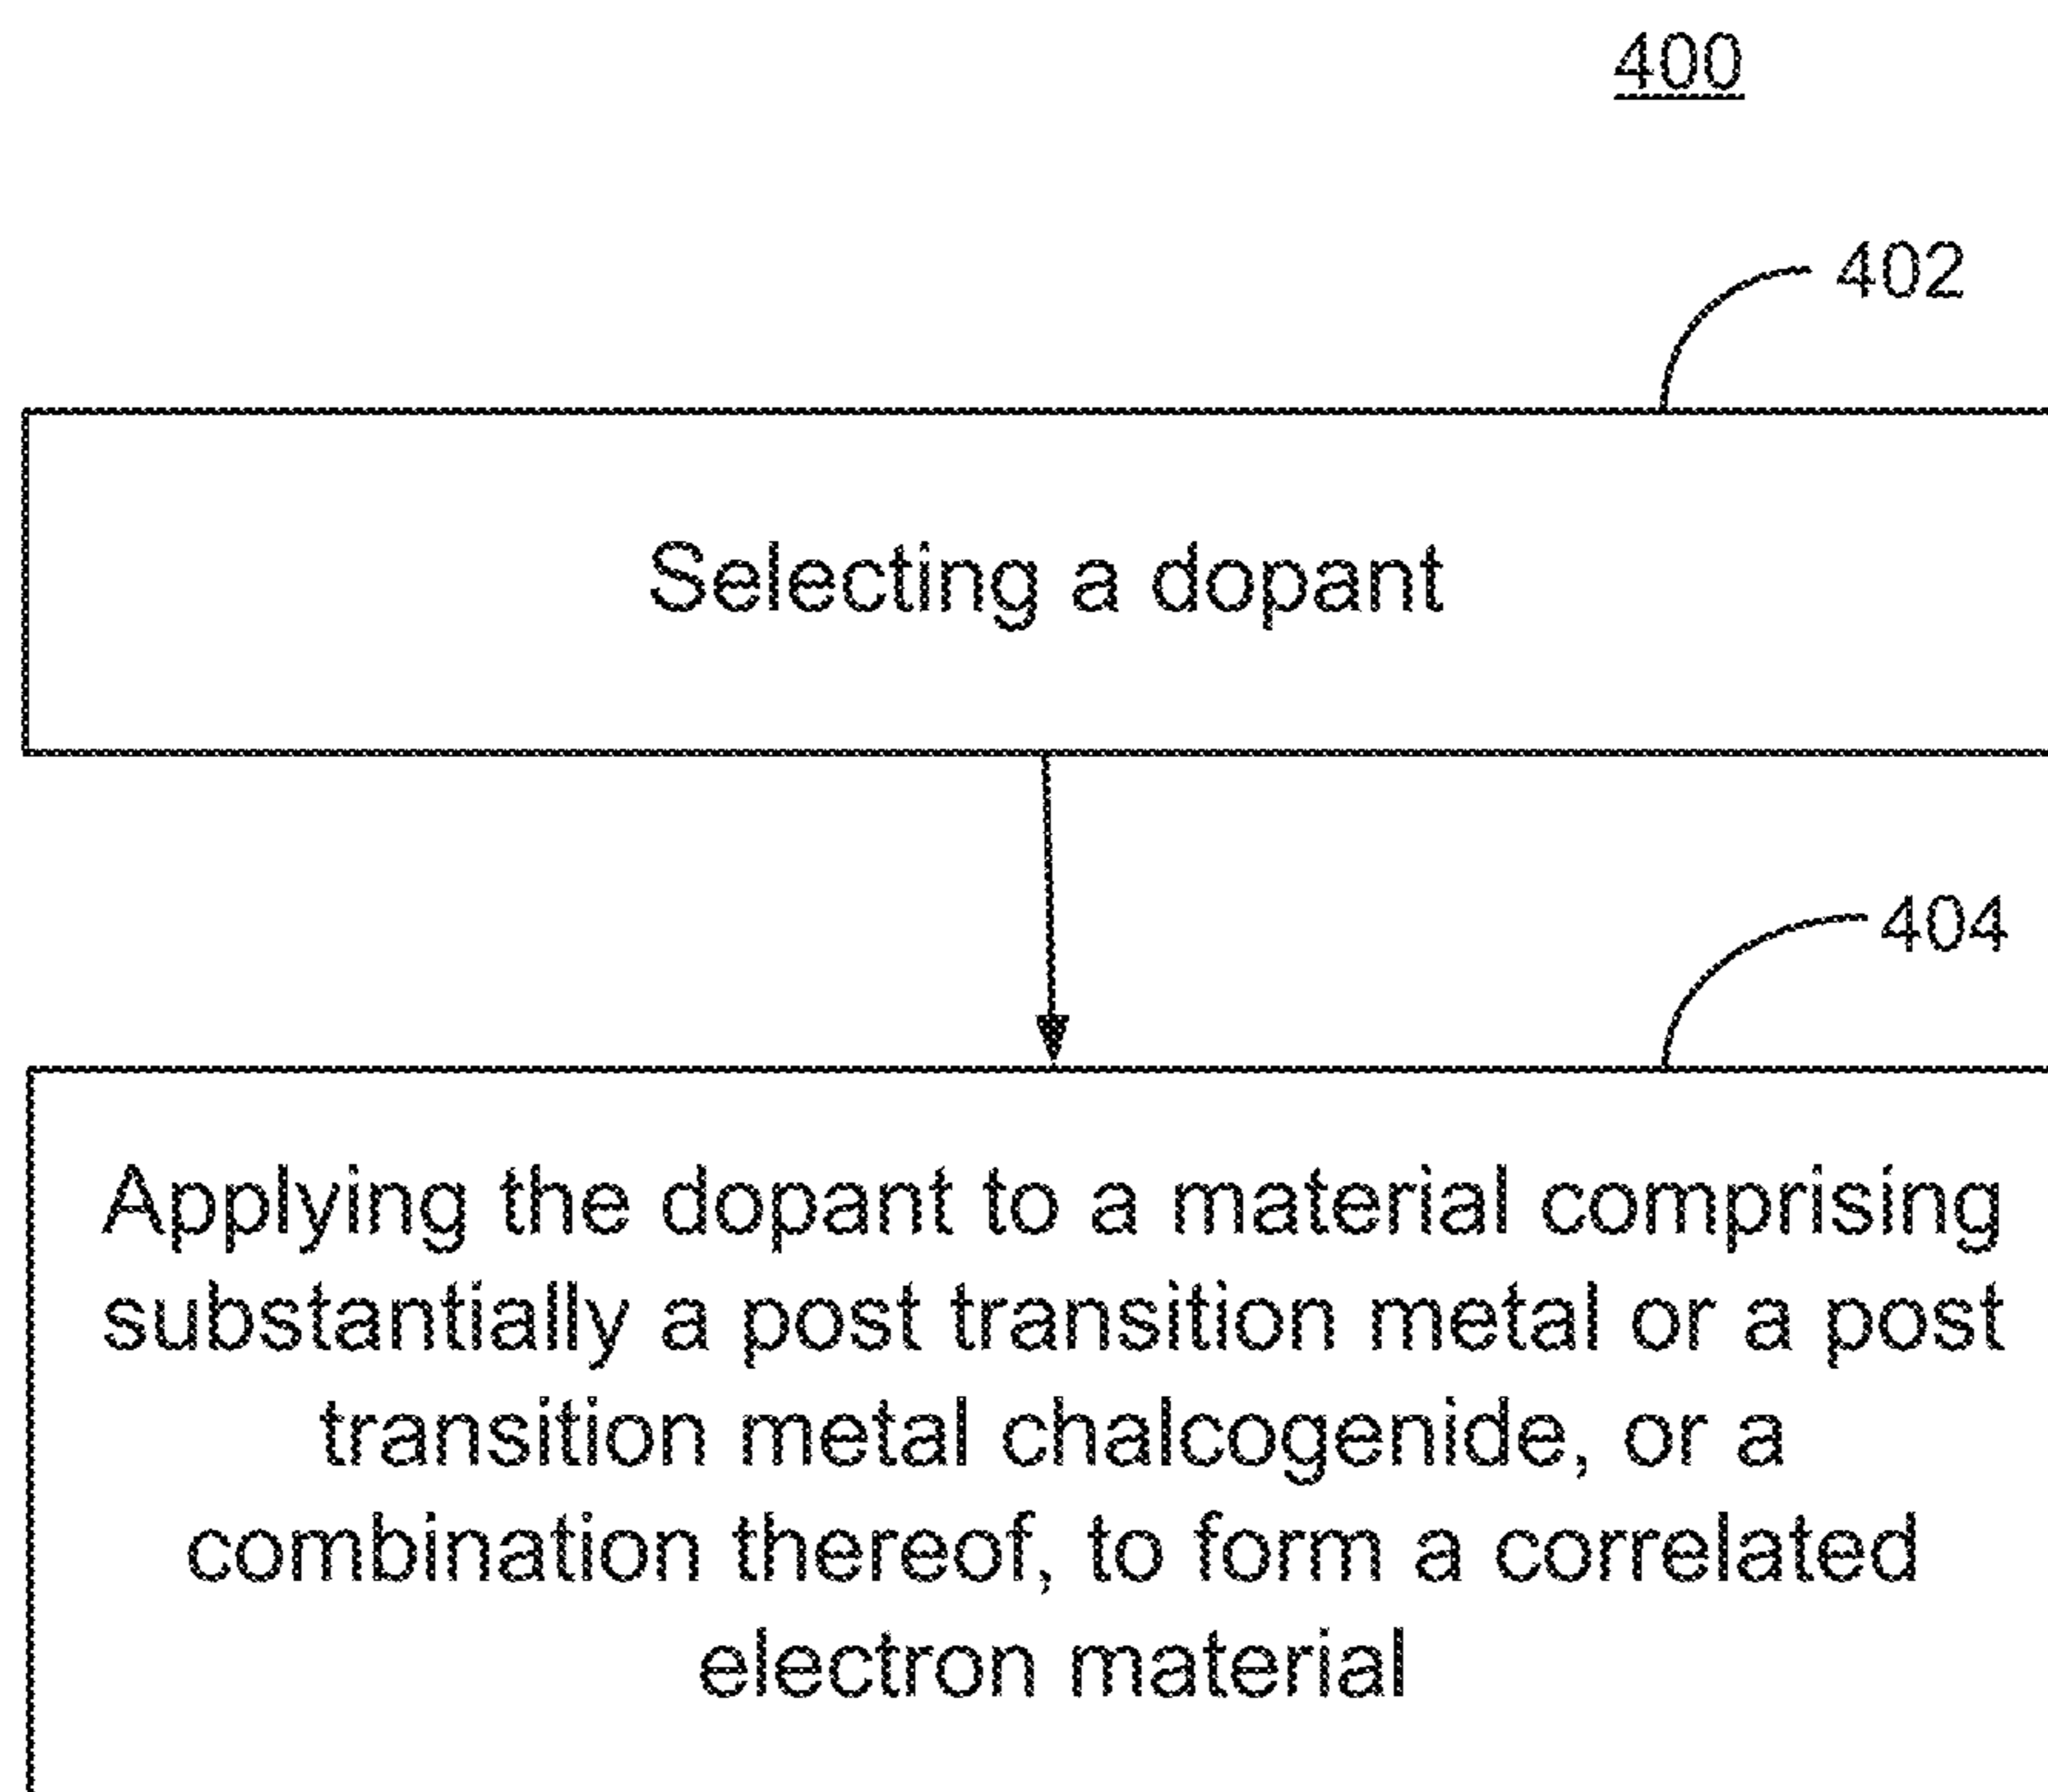 400
402
Selecting a dopant
404
Applying the dopant to a material comprising
substantially a post transition metal or a post
transition metal chalcogenide, or a
combination thereof, to form a correlated
electron material